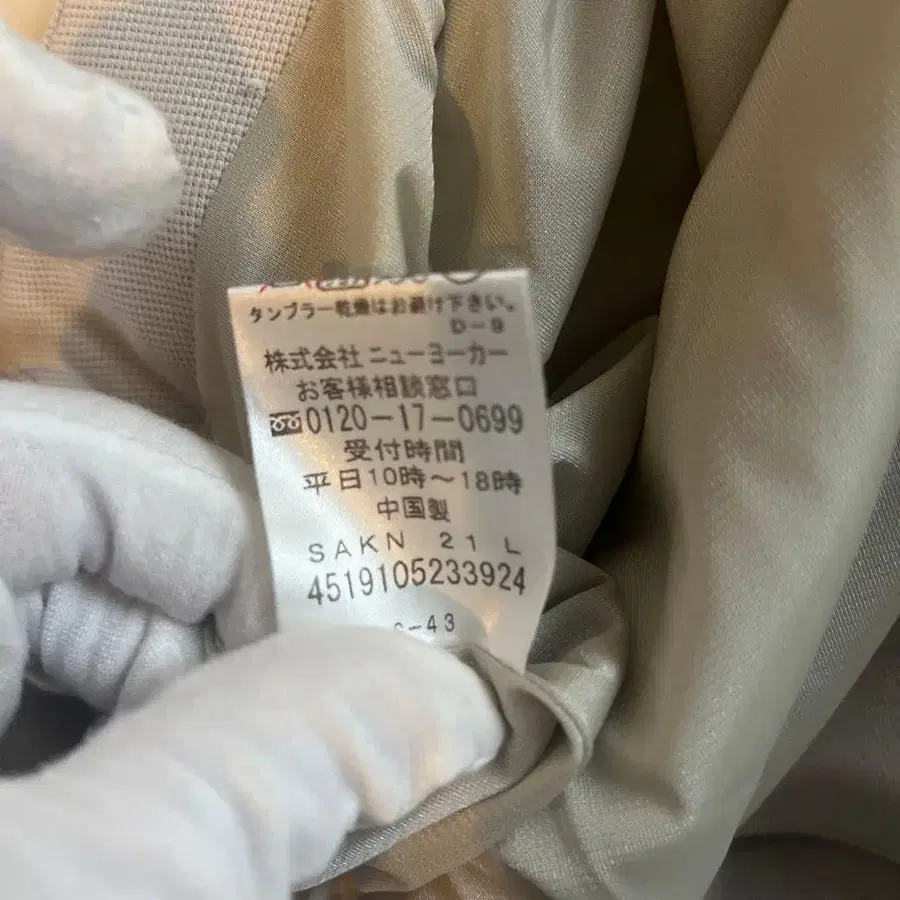 タンブラー乾燥はお避け下さい。
D-9
株式会社 ニューヨーカー
お客様相談窓口
0120-17-0699
受付時間
平日10時〜18時
中国製
SAKN 21 L
4519105233924
-43